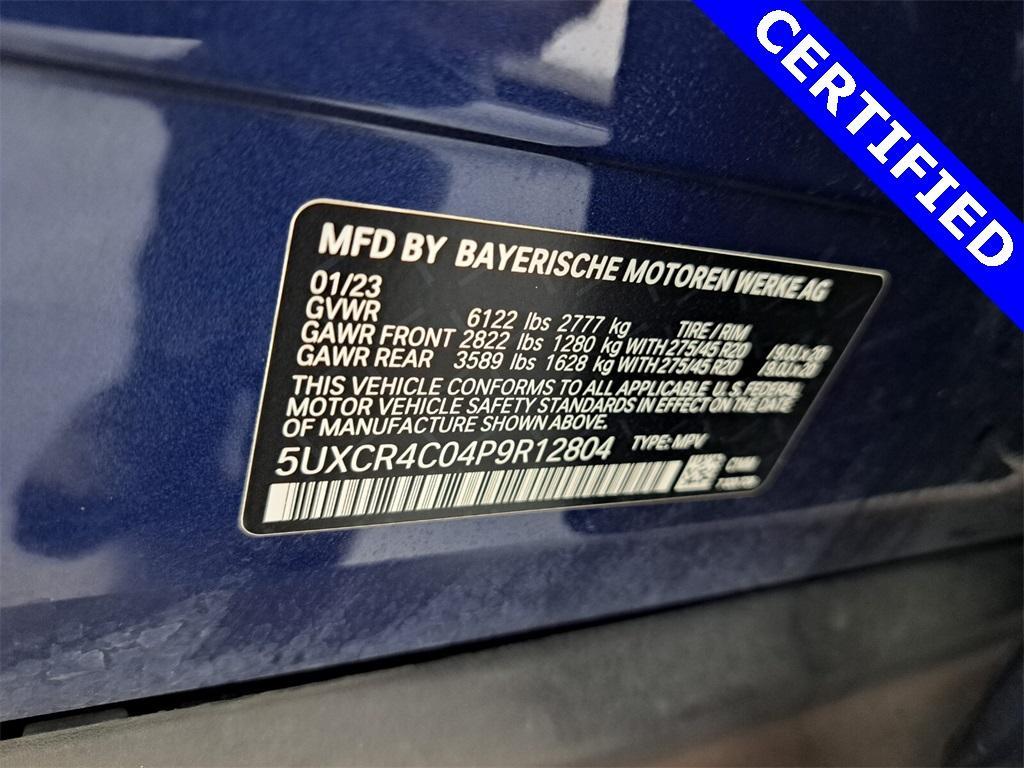 CERTIFIED
MFD BY BAYERISCHE MOTOREN WERKE AG
01/23
GVWR 6122 lbs 2777 kg TIRE / RIM
GAWR FRONT 2822 lbs 1280 kg WITH 275/45 R20 /9.0J x 20
GAWR REAR 3589 lbs 1628 kg WITH 275/45 R20 /9.0J x 20
THIS VEHICLE CONFORMS TO ALL APPLICABLE U.S. FEDERAL
MOTOR VEHICLE SAFETY STANDARDS IN EFFECT ON THE DATE
OF MANUFACTURE SHOWN ABOVE.
5UXCR4C04P9R12804 TYPE: MPV